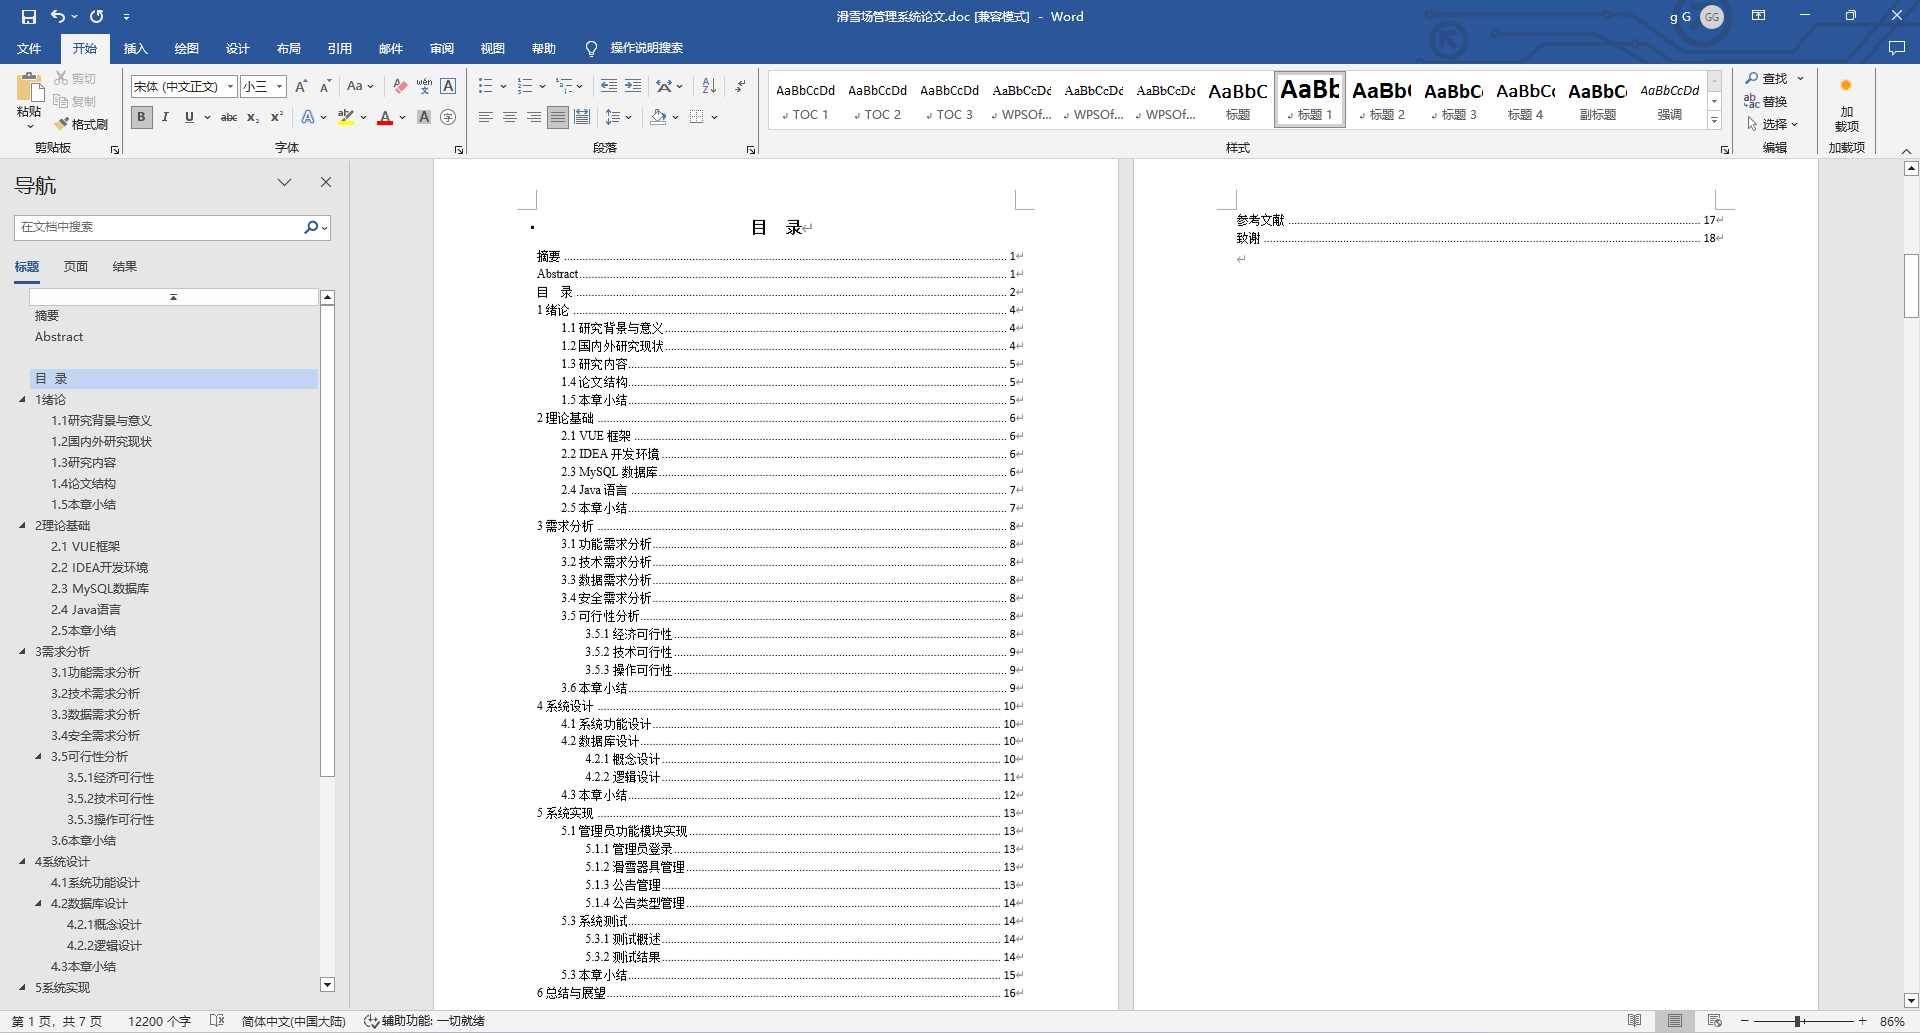 滑雪场管理系统论文.doc [兼容模式] - Word
g G
GG
文件 开始 插入 绘图 设计 布局 引用 邮件 审阅 视图 帮助 操作说明搜索
粘贴
剪切
复制
格式刷
剪贴板
宋体 (中文正文) 小三
字体
段落
AaBbCcDd AaBbCcDd AaBbCcDd AaBbCcDd AaBbCcDd AaBbCcDd AaBbC AaBb AaBb( AaBbC AaBbCc AaBbC AaBbCcDd
TOC 1 TOC 2 TOC 3 WPSOf... WPSOf... WPSOf... 标题 标题 1 标题 2 标题 3 标题 4 副标题 强调
样式
查找
替换
选择
编辑
加
载项
加载项
导航
在文档中搜索
标题 页面 结果
摘要
Abstract
目 录
1绪论
1.1研究背景与意义
1.2国内外研究现状
1.3研究内容
1.4论文结构
1.5本章小结
2理论基础
2.1 VUE框架
2.2 IDEA开发环境
2.3 MySQL数据库
2.4 Java语言
2.5本章小结
3需求分析
3.1功能需求分析
3.2技术需求分析
3.3数据需求分析
3.4安全需求分析
3.5可行性分析
3.5.1经济可行性
3.5.2技术可行性
3.5.3操作可行性
3.6本章小结
4系统设计
4.1系统功能设计
4.2数据库设计
4.2.1概念设计
4.2.2逻辑设计
4.3本章小结
5系统实现
目 录
摘要 1
Abstract 1
目 录 2
1 绪论 4
1.1 研究背景与意义 4
1.2 国内外研究现状 4
1.3 研究内容 5
1.4 论文结构 5
1.5 本章小结 5
2 理论基础 6
2.1 VUE 框架 6
2.2 IDEA 开发环境 6
2.3 MySQL 数据库 6
2.4 Java 语言 7
2.5 本章小结 7
3 需求分析 8
3.1 功能需求分析 8
3.2 技术需求分析 8
3.3 数据需求分析 8
3.4 安全需求分析 8
3.5 可行性分析 8
3.5.1 经济可行性 8
3.5.2 技术可行性 9
3.5.3 操作可行性 9
3.6 本章小结 9
4 系统设计 10
4.1 系统功能设计 10
4.2 数据库设计 10
4.2.1 概念设计 10
4.2.2 逻辑设计 11
4.3 本章小结 12
5 系统实现 13
5.1 管理员功能模块实现 13
5.1.1 管理员登录 13
5.1.2 滑雪器具管理 13
5.1.3 公告管理 13
5.1.4 公告类型管理 14
5.3 系统测试 14
5.3.1 测试概述 14
5.3.2 测试结果 14
5.3 本章小结 15
6 总结与展望 16
参考文献 17
致谢 18
第 1 页，共 7 页 12200 个字 简体中文(中国大陆) 辅助功能: 一切就绪
86%